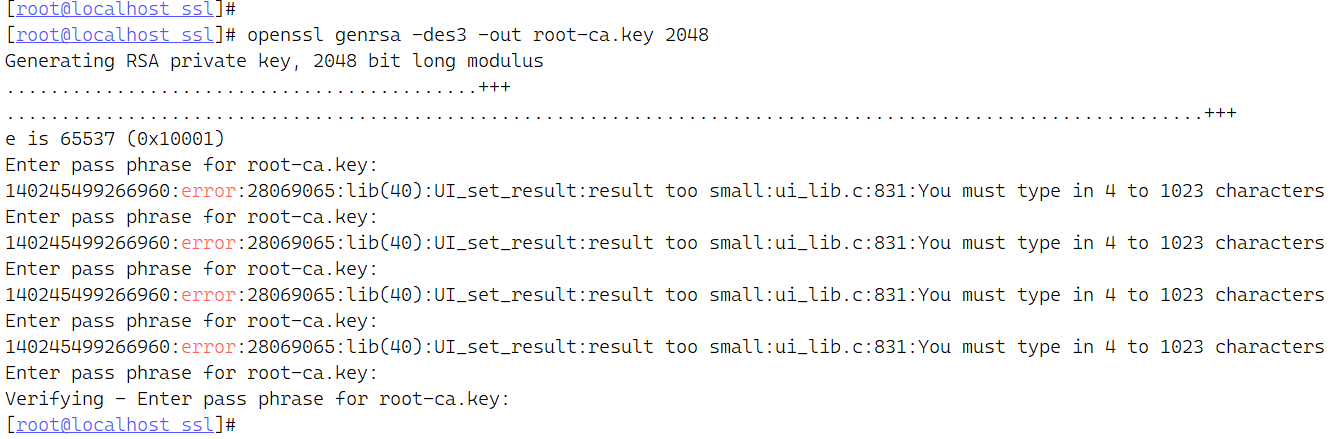 [root@localhost ssl]#
[root@localhost ssl]# openssl genrsa -des3 -out root-ca.key 2048
Generating RSA private key, 2048 bit long modulus
...........................................+++
.............................................................................................................+++
e is 65537 (0x10001)
Enter pass phrase for root-ca.key:
140245499266960:error:28069065:lib(40):UI_set_result:result too small:ui_lib.c:831:You must type in 4 to 1023 characters
Enter pass phrase for root-ca.key:
140245499266960:error:28069065:lib(40):UI_set_result:result too small:ui_lib.c:831:You must type in 4 to 1023 characters
Enter pass phrase for root-ca.key:
140245499266960:error:28069065:lib(40):UI_set_result:result too small:ui_lib.c:831:You must type in 4 to 1023 characters
Enter pass phrase for root-ca.key:
140245499266960:error:28069065:lib(40):UI_set_result:result too small:ui_lib.c:831:You must type in 4 to 1023 characters
Enter pass phrase for root-ca.key:
Verifying - Enter pass phrase for root-ca.key:
[root@localhost ssl]#